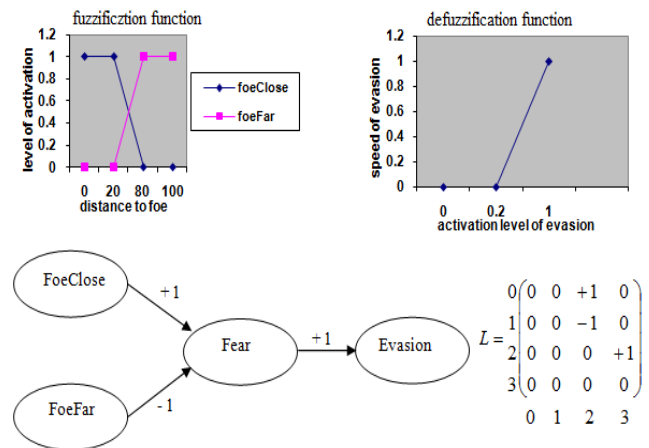 fuzzificztion function
1.2
1
0.8
0.6
0.4
0.2
0
level of activation
0 20 80 100
distance to foe
foeClose
foeFar
defuzzification function
1.2
1
0.8
0.6
0.4
0.2
0
speed of evasion
0 0.2 1
activation level of evasion
FoeClose
+1
Fear
+1
Evasion
FoeFar
- 1
L =
0 0 0 +1 0
1 0 0 -1 0
2 0 0 0 +1
3 0 0 0 0
0 1 2 3